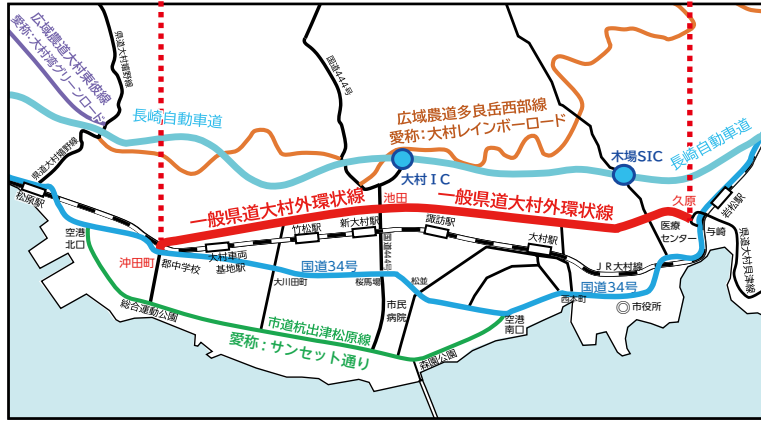 広域農道大村東彼線
愛称：大村湾グリーンロード
県道大村嬉野線
国道444号
長崎自動車道
広域農道多良岳西部線
愛称：大村レインボーロード
木場SIC
長崎自動車道
県道大村嬉野線
大村ＩＣ
松原駅
一般県道大村外環状線
池田
一般県道大村外環状線
久原
岩松駅
空港
北口
竹松駅
新大村駅
諏訪駅
大村駅
医療
センター
与崎
沖田町
郡中学校
大村車両
基地駅
国道444号
ＪＲ大村線
県道大村貝津線
国道34号
大川田町
桜馬場
松並
国道34号
西本町
総合運動公園
市道杭出津松原線
愛称：サンセット通り
市民
病院
空港
南口
市役所
森園公園